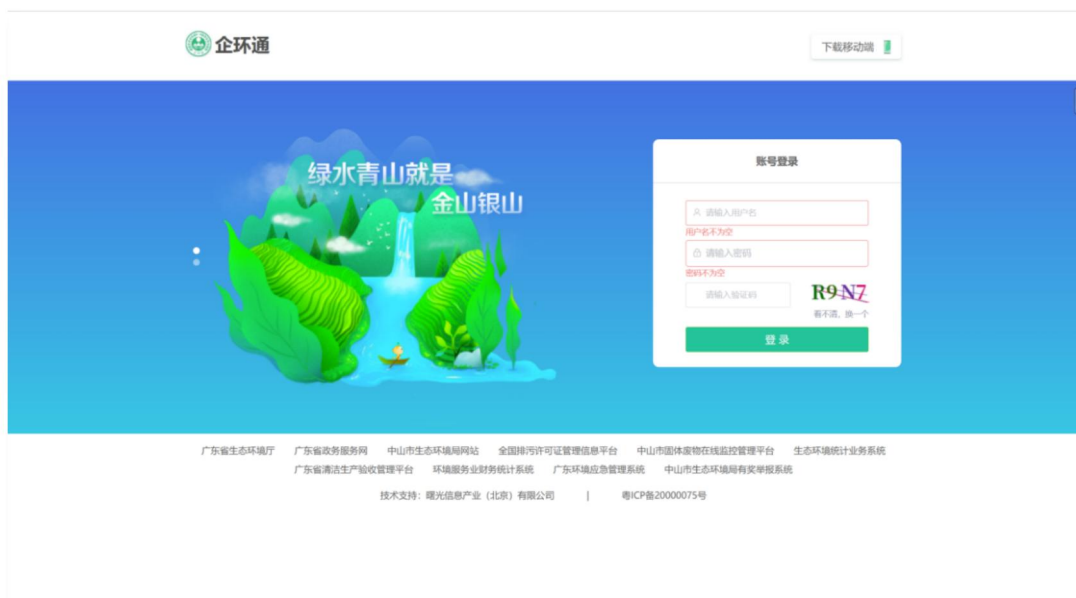 企环通
下载移动端
绿水青山就是
金山银山
账号登录
请输入用户名
用户名不为空
请输入密码
密码不为空
请输入验证码 R9N7
看不清，换一个
登录
广东省生态环境厅 广东省政务服务网 中山市生态环境局网站 全国排污许可证管理信息平台 中山市固体废物在线监控管理平台 生态环境统计业务系统
广东省清洁生产验收管理平台 环境服务业财务统计系统 广东环境应急管理系统 中山市生态环境局有奖举报系统
技术支持：曙光信息产业（北京）有限公司 | 粤ICP备20000075号